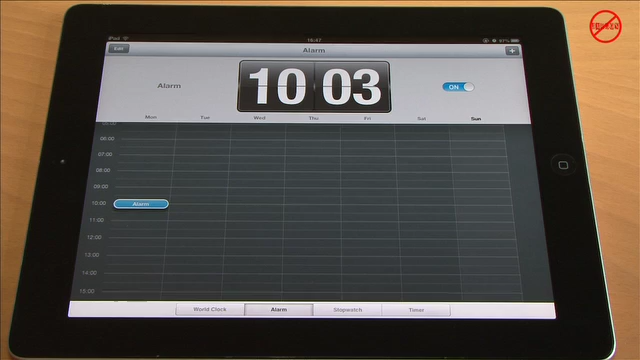 iPad 16:47 97%
Edit Alarm +
Alarm 10 03 ON
Mon Tue Wed Thu Fri Sat Sun
06:00
07:00
08:00
09:00
10:00 Alarm
11:00
12:00
13:00
14:00
15:00
World Clock Alarm Stopwatch Timer